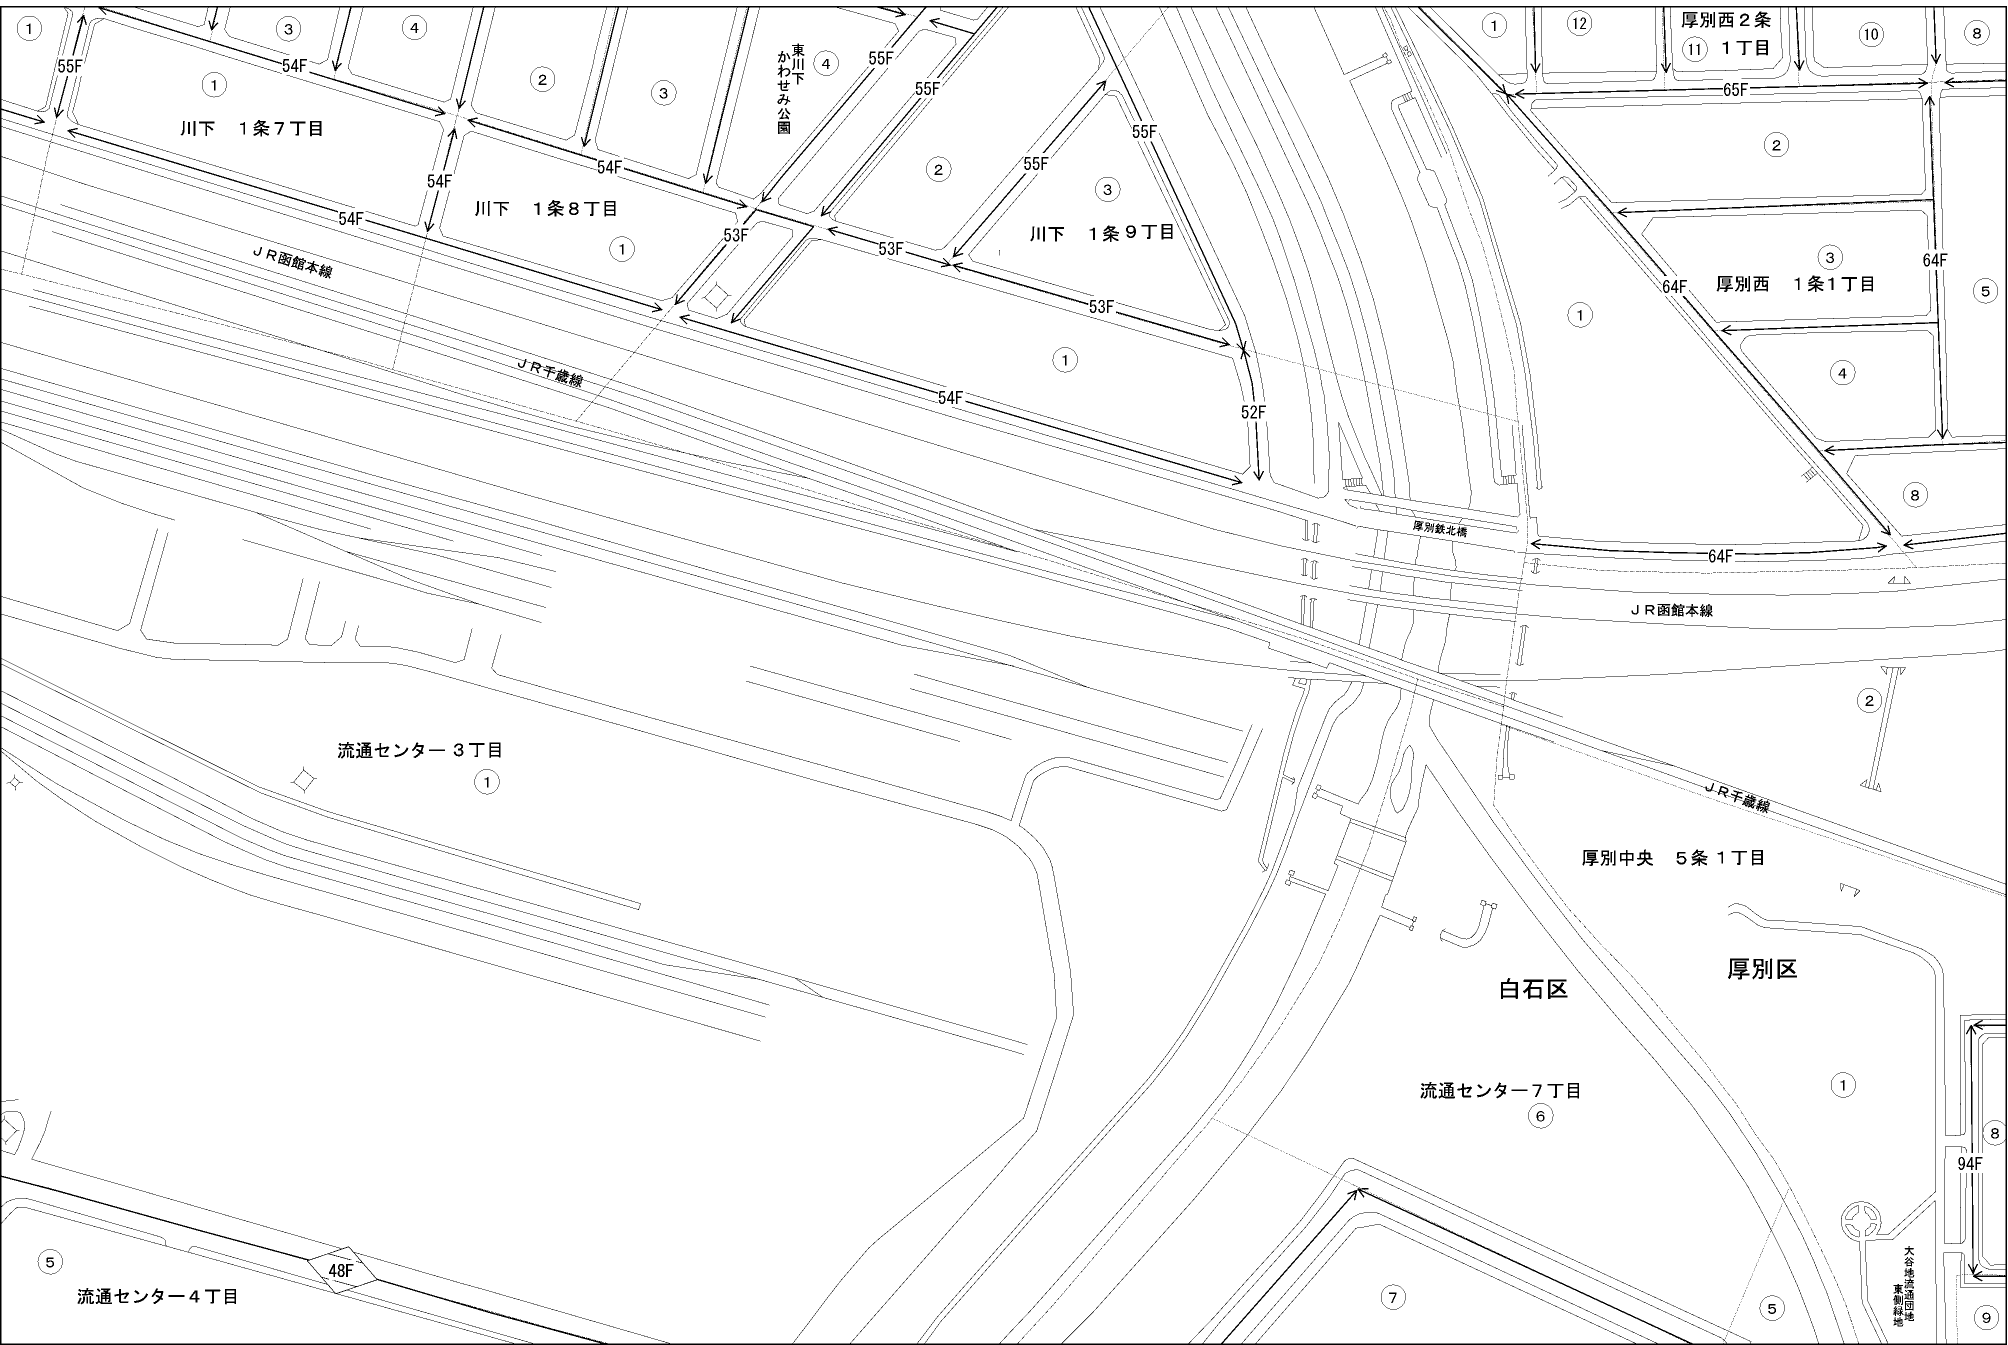 ①
③
④
②
③
東川下
かわせみ公園
④
①
⑫
厚別西２条
⑪ １丁目
⑩
⑧
55F
54F
①
川下　１条７丁目
54F
54F
54F
川下　１条８丁目
①
53F
55F
55F
②
55F
55F
③
川下　１条９丁目
53F
53F
①
54F
52F
65F
②
64F
③
厚別西　１条１丁目
64F
⑤
①
④
⑧
64F
ＪＲ函館本線
ＪＲ千歳線
厚別鉄北橋
ＪＲ函館本線
②
ＪＲ千歳線
流通センター３丁目
①
厚別中央　５条１丁目
厚別区
白石区
流通センター７丁目
⑥
①
⑧
94F
大谷地流通団地
東側緑地
⑤
48F
流通センター４丁目
⑦
⑤
⑨